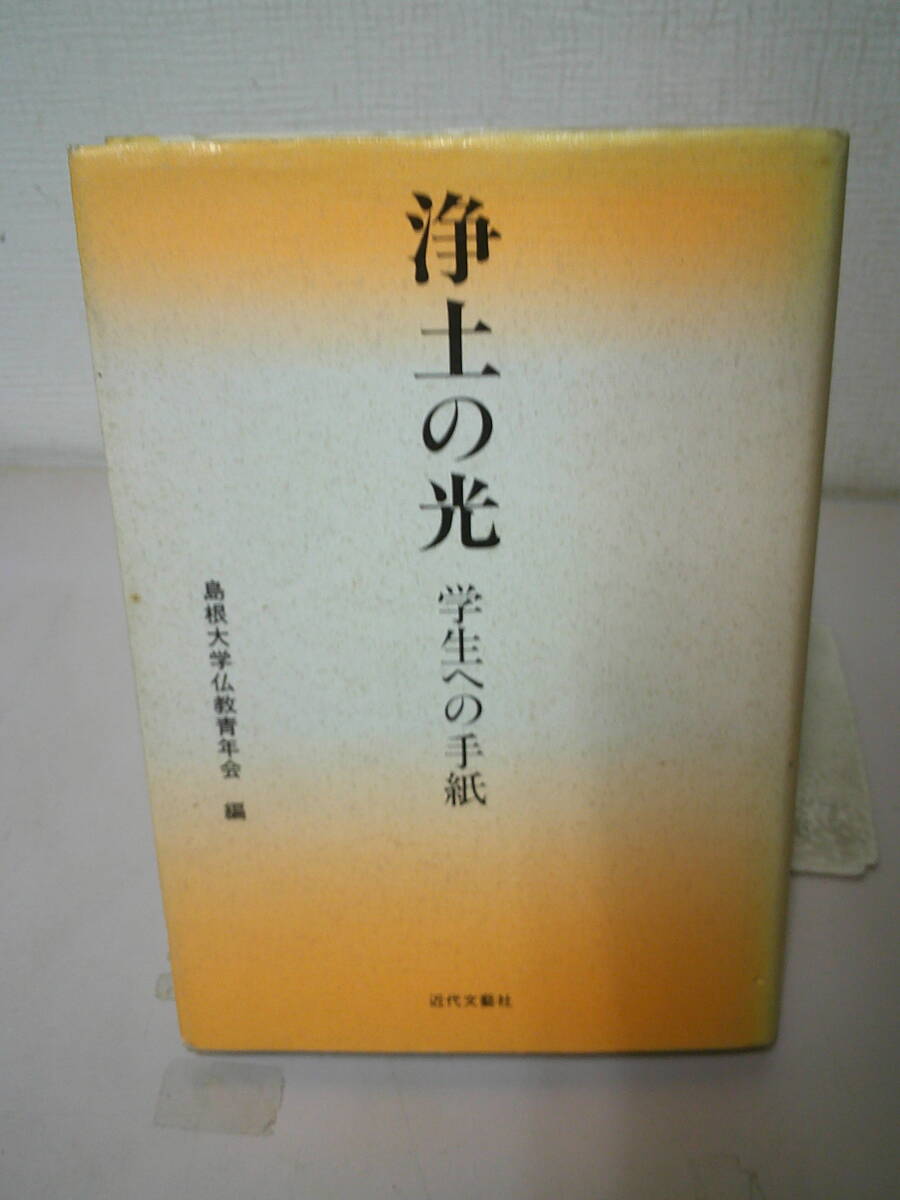 浄土の光
学生への手紙
島根大学仏教青年会 編
近代文藝社